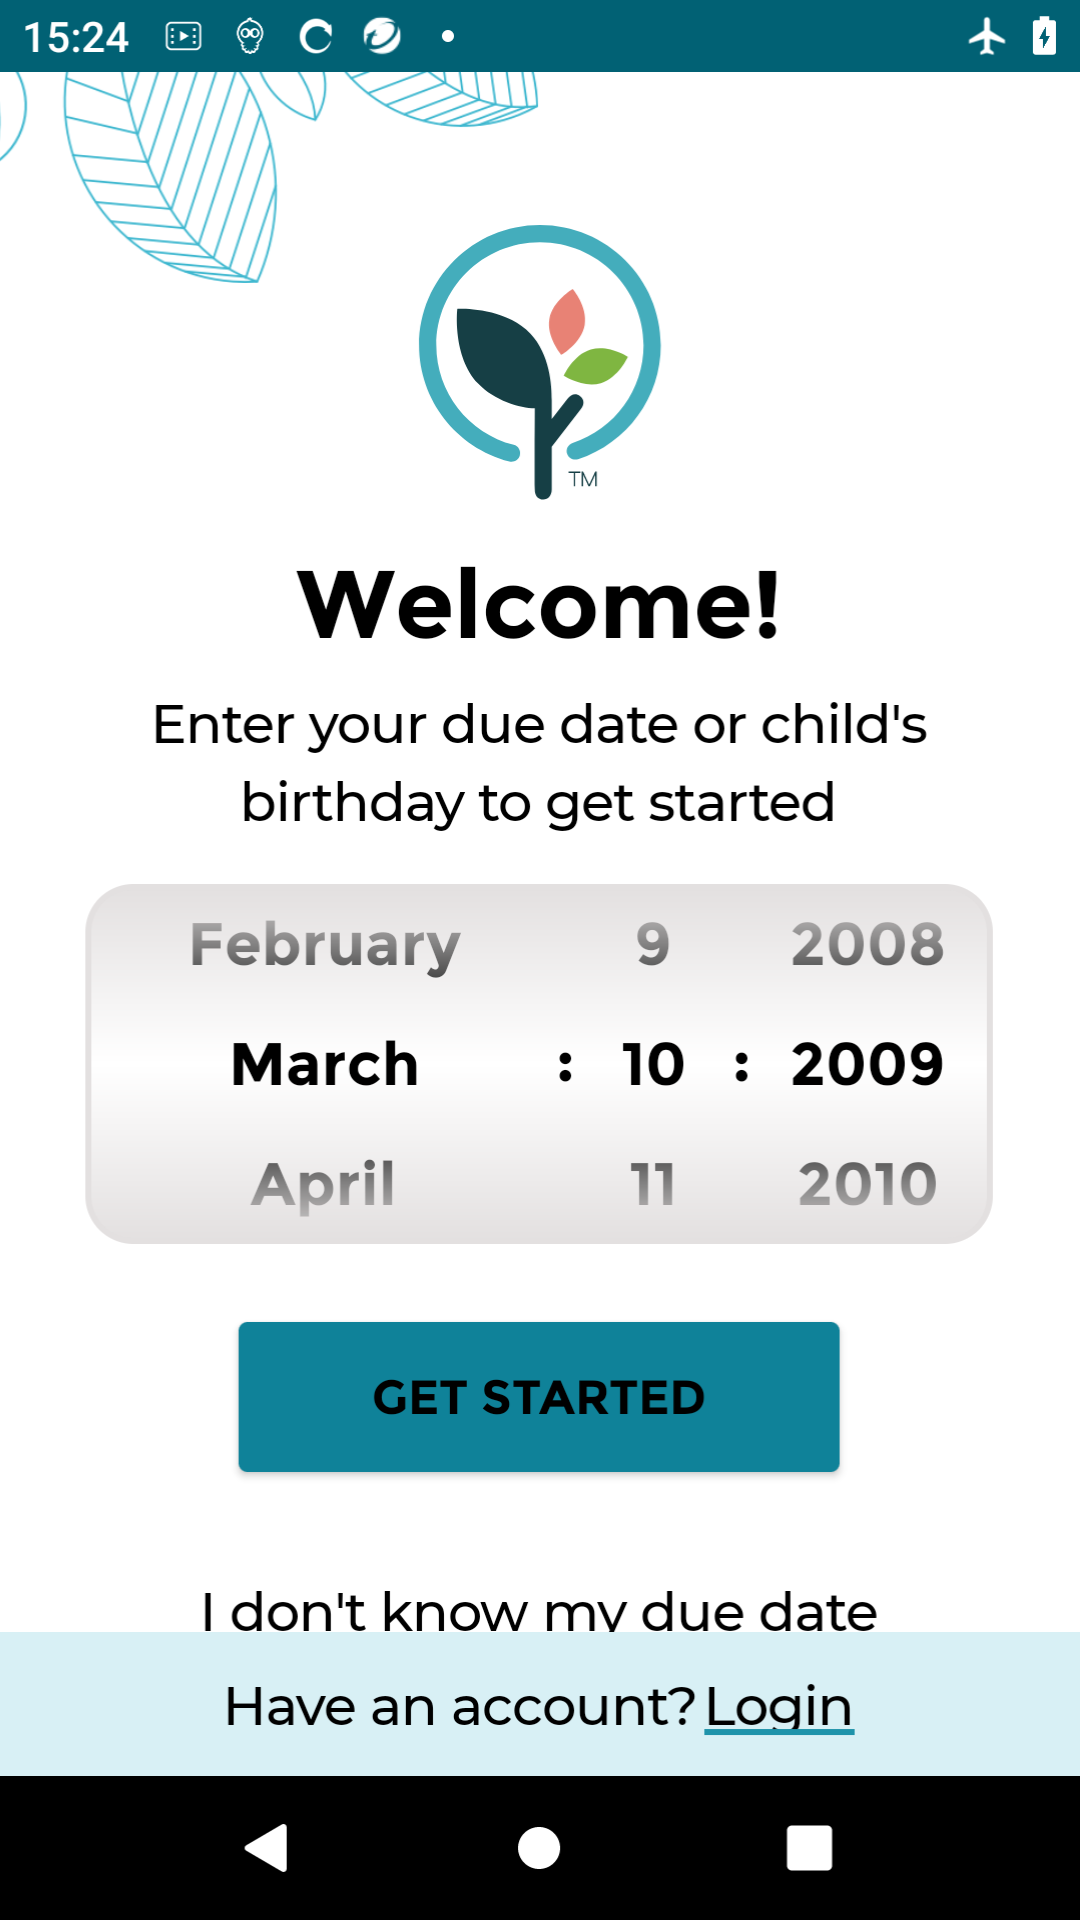 15:24
TM
Welcome!
Enter your due date or child's
birthday to get started
February 9 2008
March : 10 : 2009
April 11 2010
GET STARTED
I don't know my due date
Have an account? Login